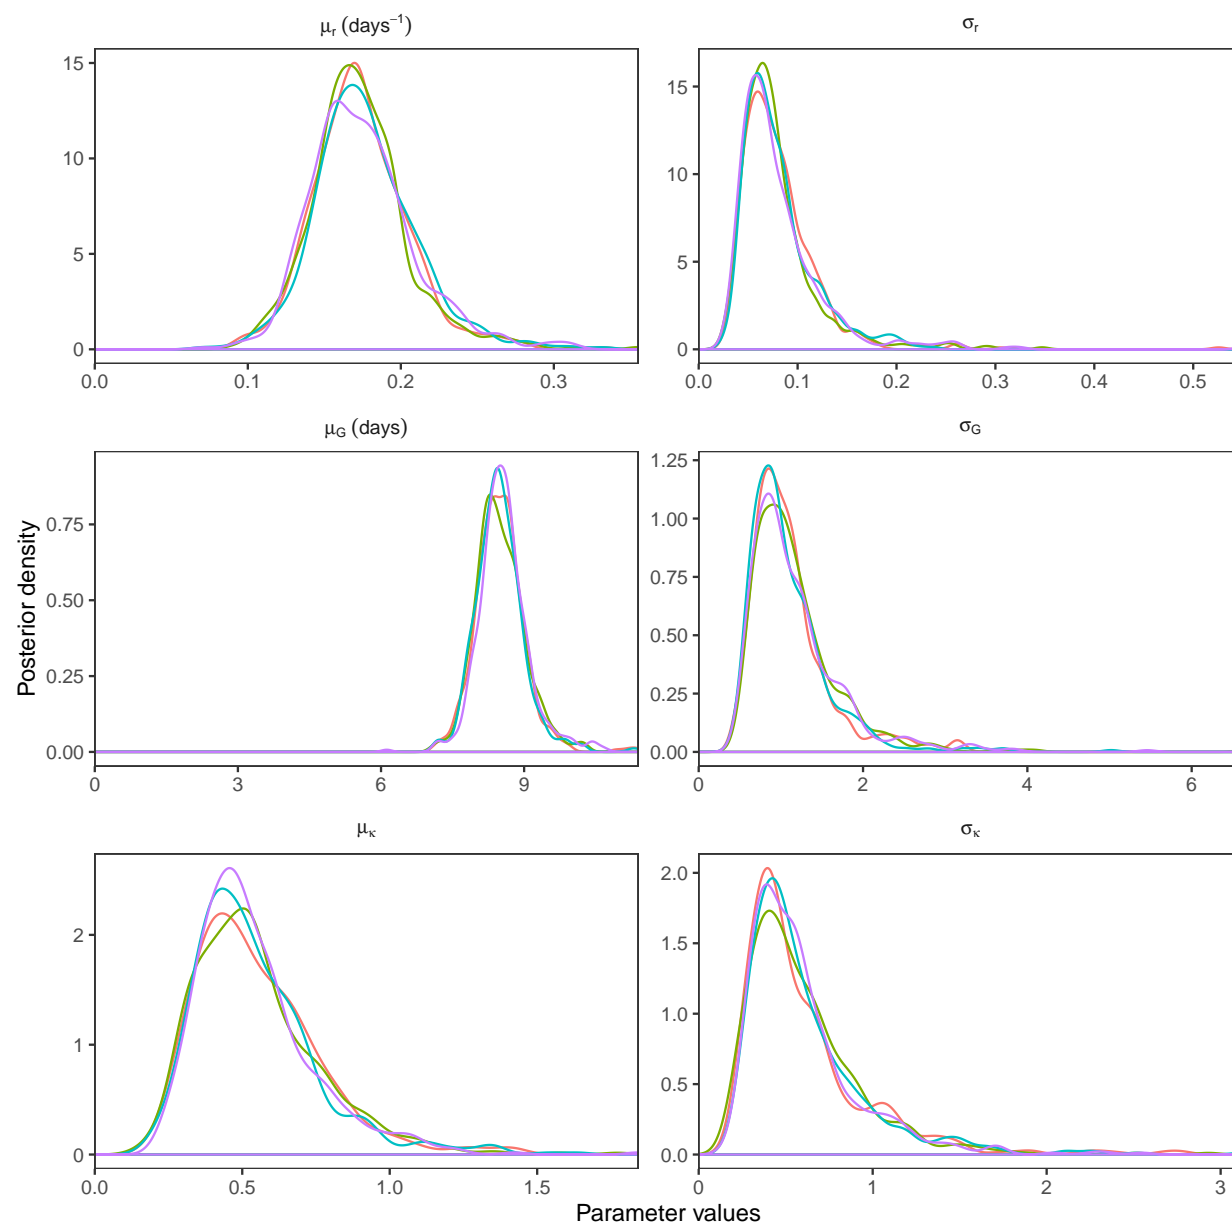 μr (days−1)
σr
15
10
5
0
0.0 0.1 0.2 0.3
15
10
5
0
0.0 0.1 0.2 0.3 0.4 0.5
μG (days)
σG
Posterior density
0.75
0.50
0.25
0.00
0 3 6 9
1.25
1.00
0.75
0.50
0.25
0.00
0 2 4 6
μκ
σκ
2
1
0
0.0 0.5 1.0 1.5
2.0
1.5
1.0
0.5
0.0
0 1 2 3
Parameter values